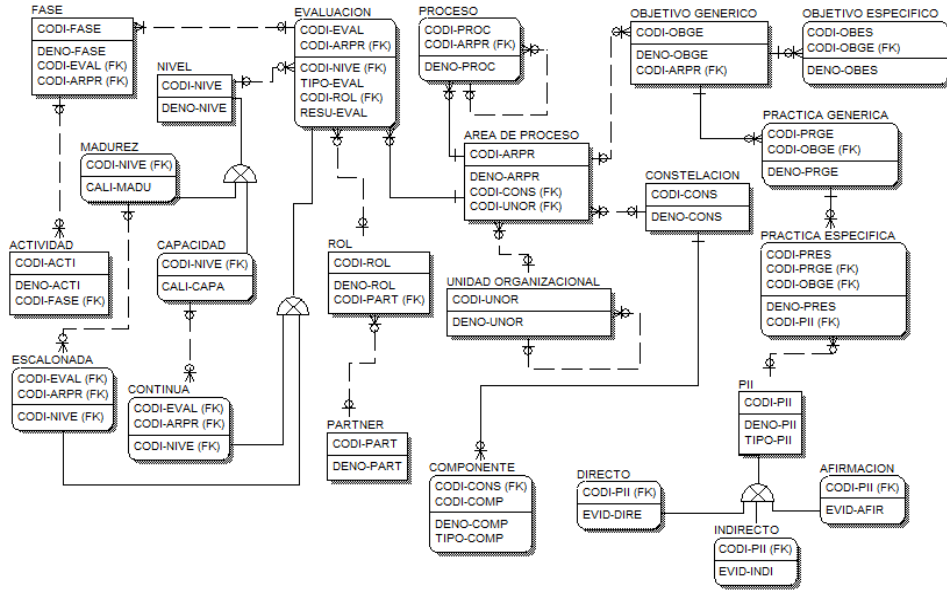 FASE
CODI-FASE
DENO-FASE
CODI-EVAL (FK)
CODI-ARPR (FK)
EVALUACION
CODI-EVAL
CODI-ARPR (FK)
CODI-NIVE (FK)
TIPO-EVAL
CODI-ROL (FK)
RESU-EVAL
PROCESO
CODI-PROC
CODI-ARPR (FK)
DENO-PROC
OBJETIVO GENERICO
CODI-OBGE
DENO-OBGE
CODI-ARPR (FK)
OBJETIVO ESPECIFICO
CODI-OBES
CODI-OBGE (FK)
DENO-OBES
NIVEL
CODI-NIVE
DENO-NIVE
MADUREZ
CODI-NIVE (FK)
CALI-MADU
AREA DE PROCESO
CODI-ARPR
DENO-ARPR
CODI-CONS (FK)
CODI-UNOR (FK)
PRACTICA GENERICA
CODI-PRGE
CODI-OBGE (FK)
DENO-PRGE
CONSTELACION
CODI-CONS
DENO-CONS
ACTIVIDAD
CODI-ACTI
DENO-ACTI
CODI-FASE (FK)
CAPACIDAD
CODI-NIVE (FK)
CALI-CAPA
ROL
CODI-ROL
DENO-ROL
CODI-PART (FK)
UNIDAD ORGANIZACIONAL
CODI-UNOR
DENO-UNOR
PRACTICA ESPECIFICA
CODI-PRES
CODI-PRGE (FK)
CODI-OBGE (FK)
DENO-PRES
CODI-PII (FK)
ESCALONADA
CODI-EVAL (FK)
CODI-ARPR (FK)
CODI-NIVE (FK)
CONTINUA
CODI-EVAL (FK)
CODI-ARPR (FK)
CODI-NIVE (FK)
PARTNER
CODI-PART
DENO-PART
PII
CODI-PII
DENO-PII
TIPO-PII
COMPONENTE
CODI-CONS (FK)
CODI-COMP
DENO-COMP
TIPO-COMP
DIRECTO
CODI-PII (FK)
EVID-DIRE
AFIRMACION
CODI-PII (FK)
EVID-AFIR
INDIRECTO
CODI-PII (FK)
EVID-INDI